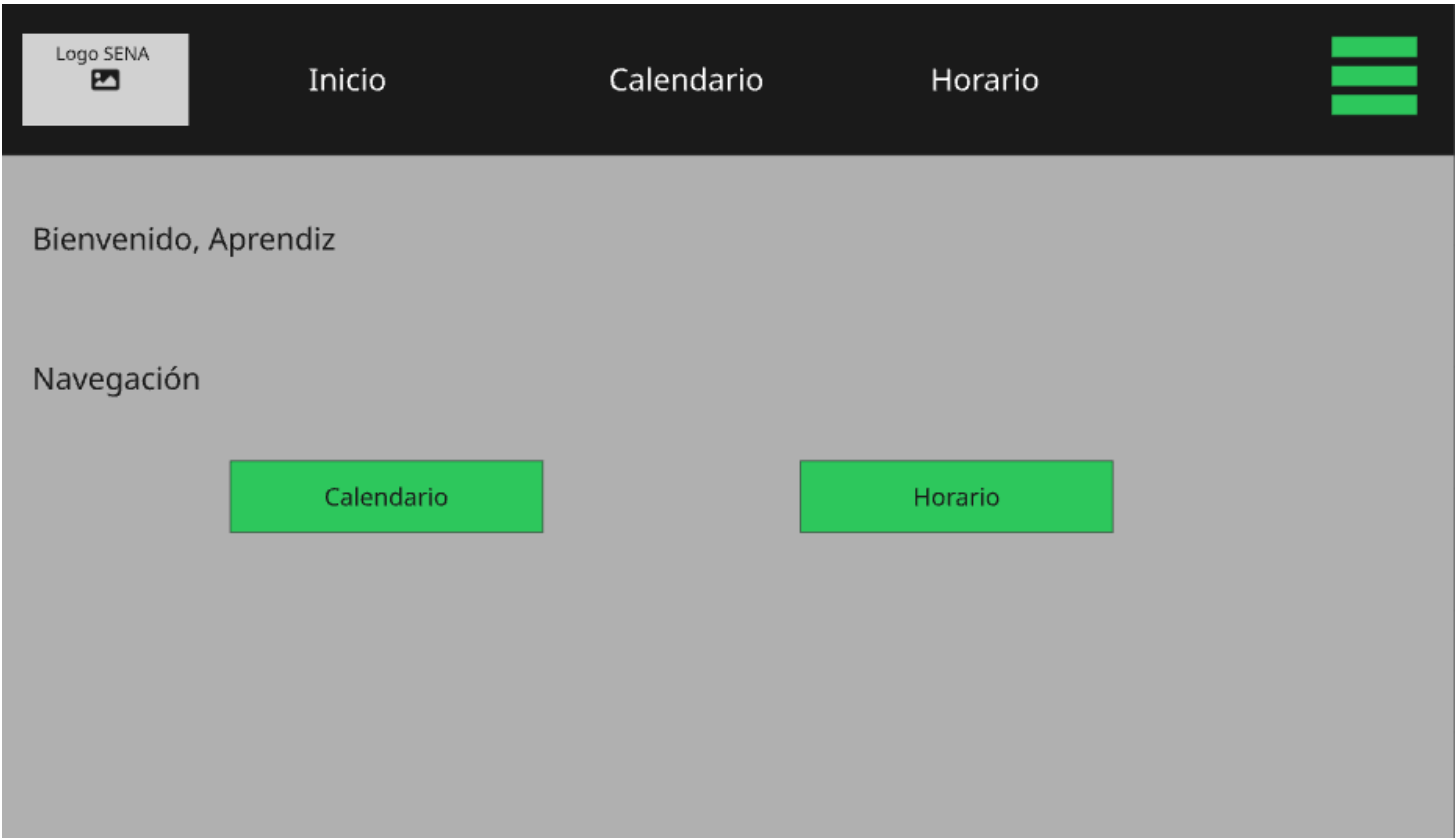 Logo SENA
Inicio
Calendario
Horario
Bienvenido, Aprendiz
Navegación
Calendario
Horario